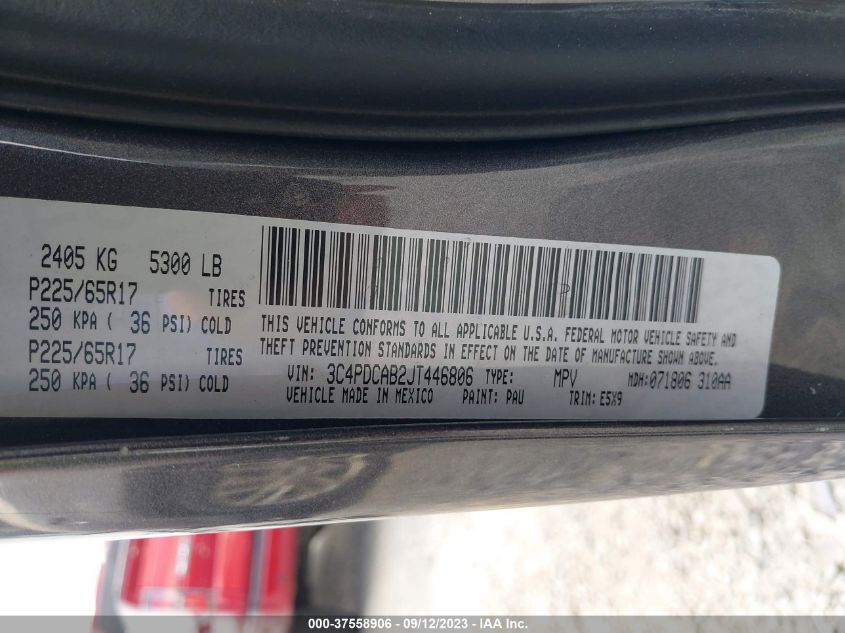 2405 KG 5300 LB
P225/65R17 TIRES
250 KPA ( 36 PSI) COLD
P225/65R17 TIRES
250 KPA ( 36 PSI) COLD
THIS VEHICLE CONFORMS TO ALL APPLICABLE U.S.A. FEDERAL MOTOR VEHICLE SAFETY AND
THEFT PREVENTION STANDARDS IN EFFECT ON THE DATE OF MANUFACTURE SHOWN ABOVE.
VIN: 3C4PDCAB2JT446806 TYPE: MPV MDH:071806 310AA
VEHICLE MADE IN MEXICO PAINT: PAU TRIM: E5X9
000-37558906 - 09/12/2023 - IAA Inc.